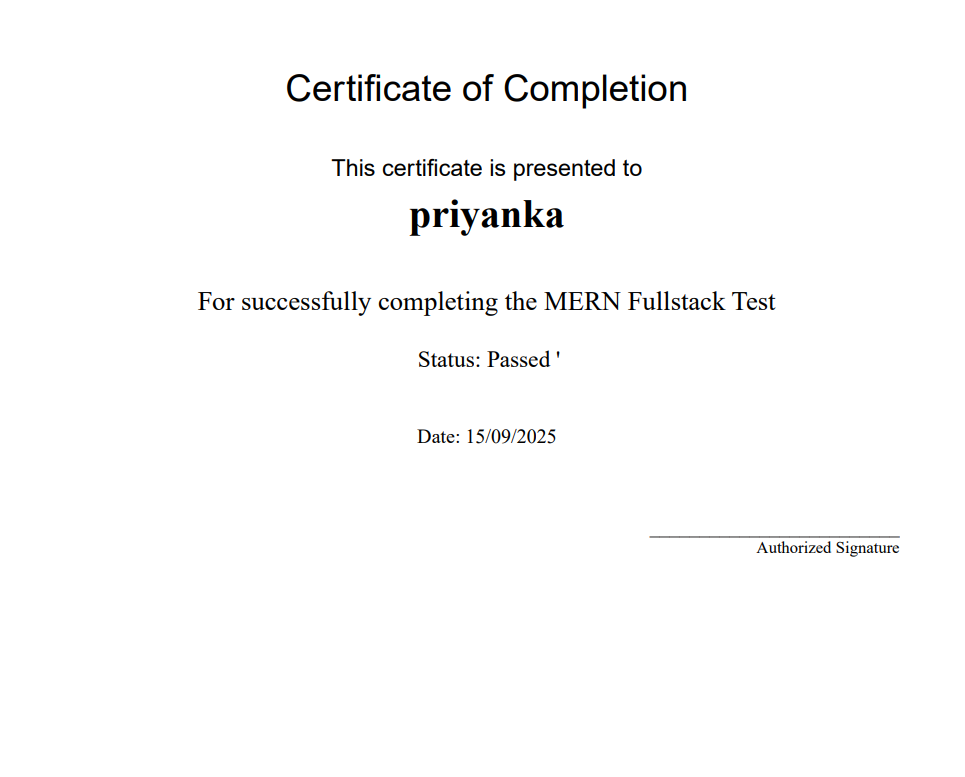 Certificate of Completion
This certificate is presented to
priyanka
For successfully completing the MERN Fullstack Test
Status: Passed '
Date: 15/09/2025
Authorized Signature